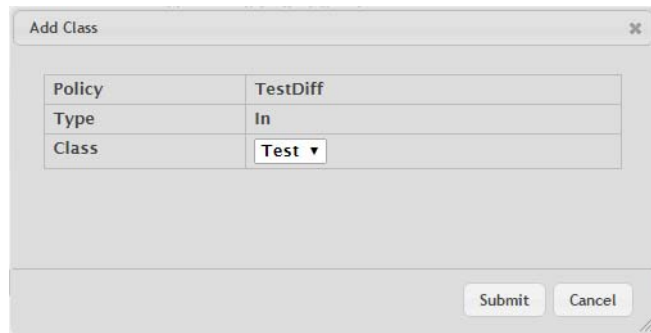 Add Class
Policy TestDiff
Type In
Class Test
Submit Cancel